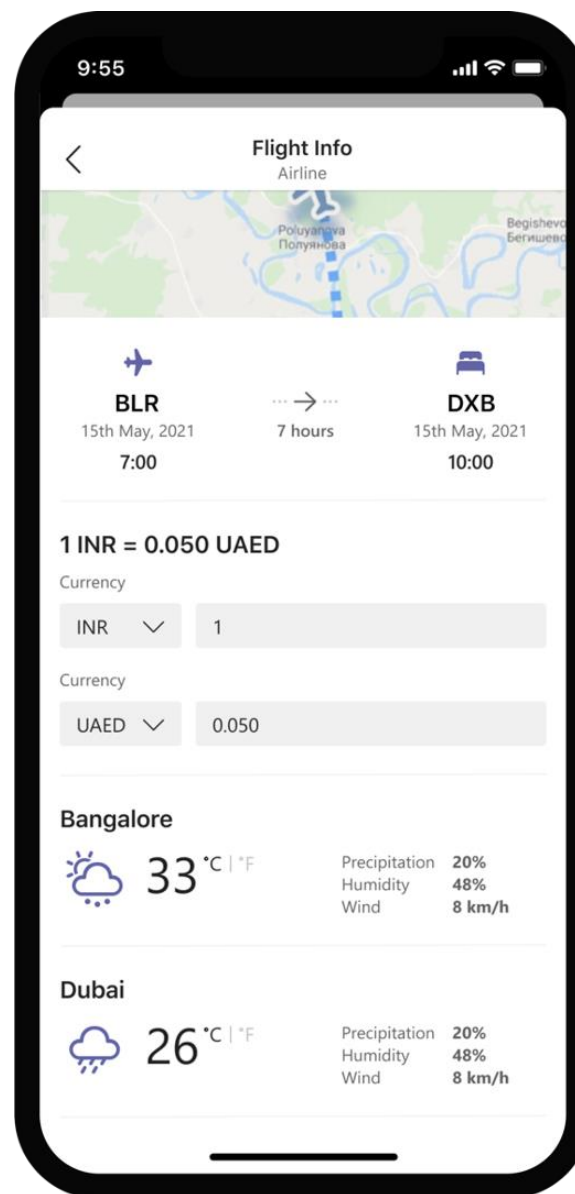 9:55
Flight Info
Airline
Poluyanova
Полуянова
Begishevo
Бегишево
BLR
DXB
15th May, 2021
7 hours
15th May, 2021
7:00
10:00
1 INR = 0.050 UAED
Currency
INR 1
Currency
UAED 0.050
Bangalore
33 °C | °F
Precipitation 20%
Humidity 48%
Wind 8 km/h
Dubai
26 °C | °F
Precipitation 20%
Humidity 48%
Wind 8 km/h